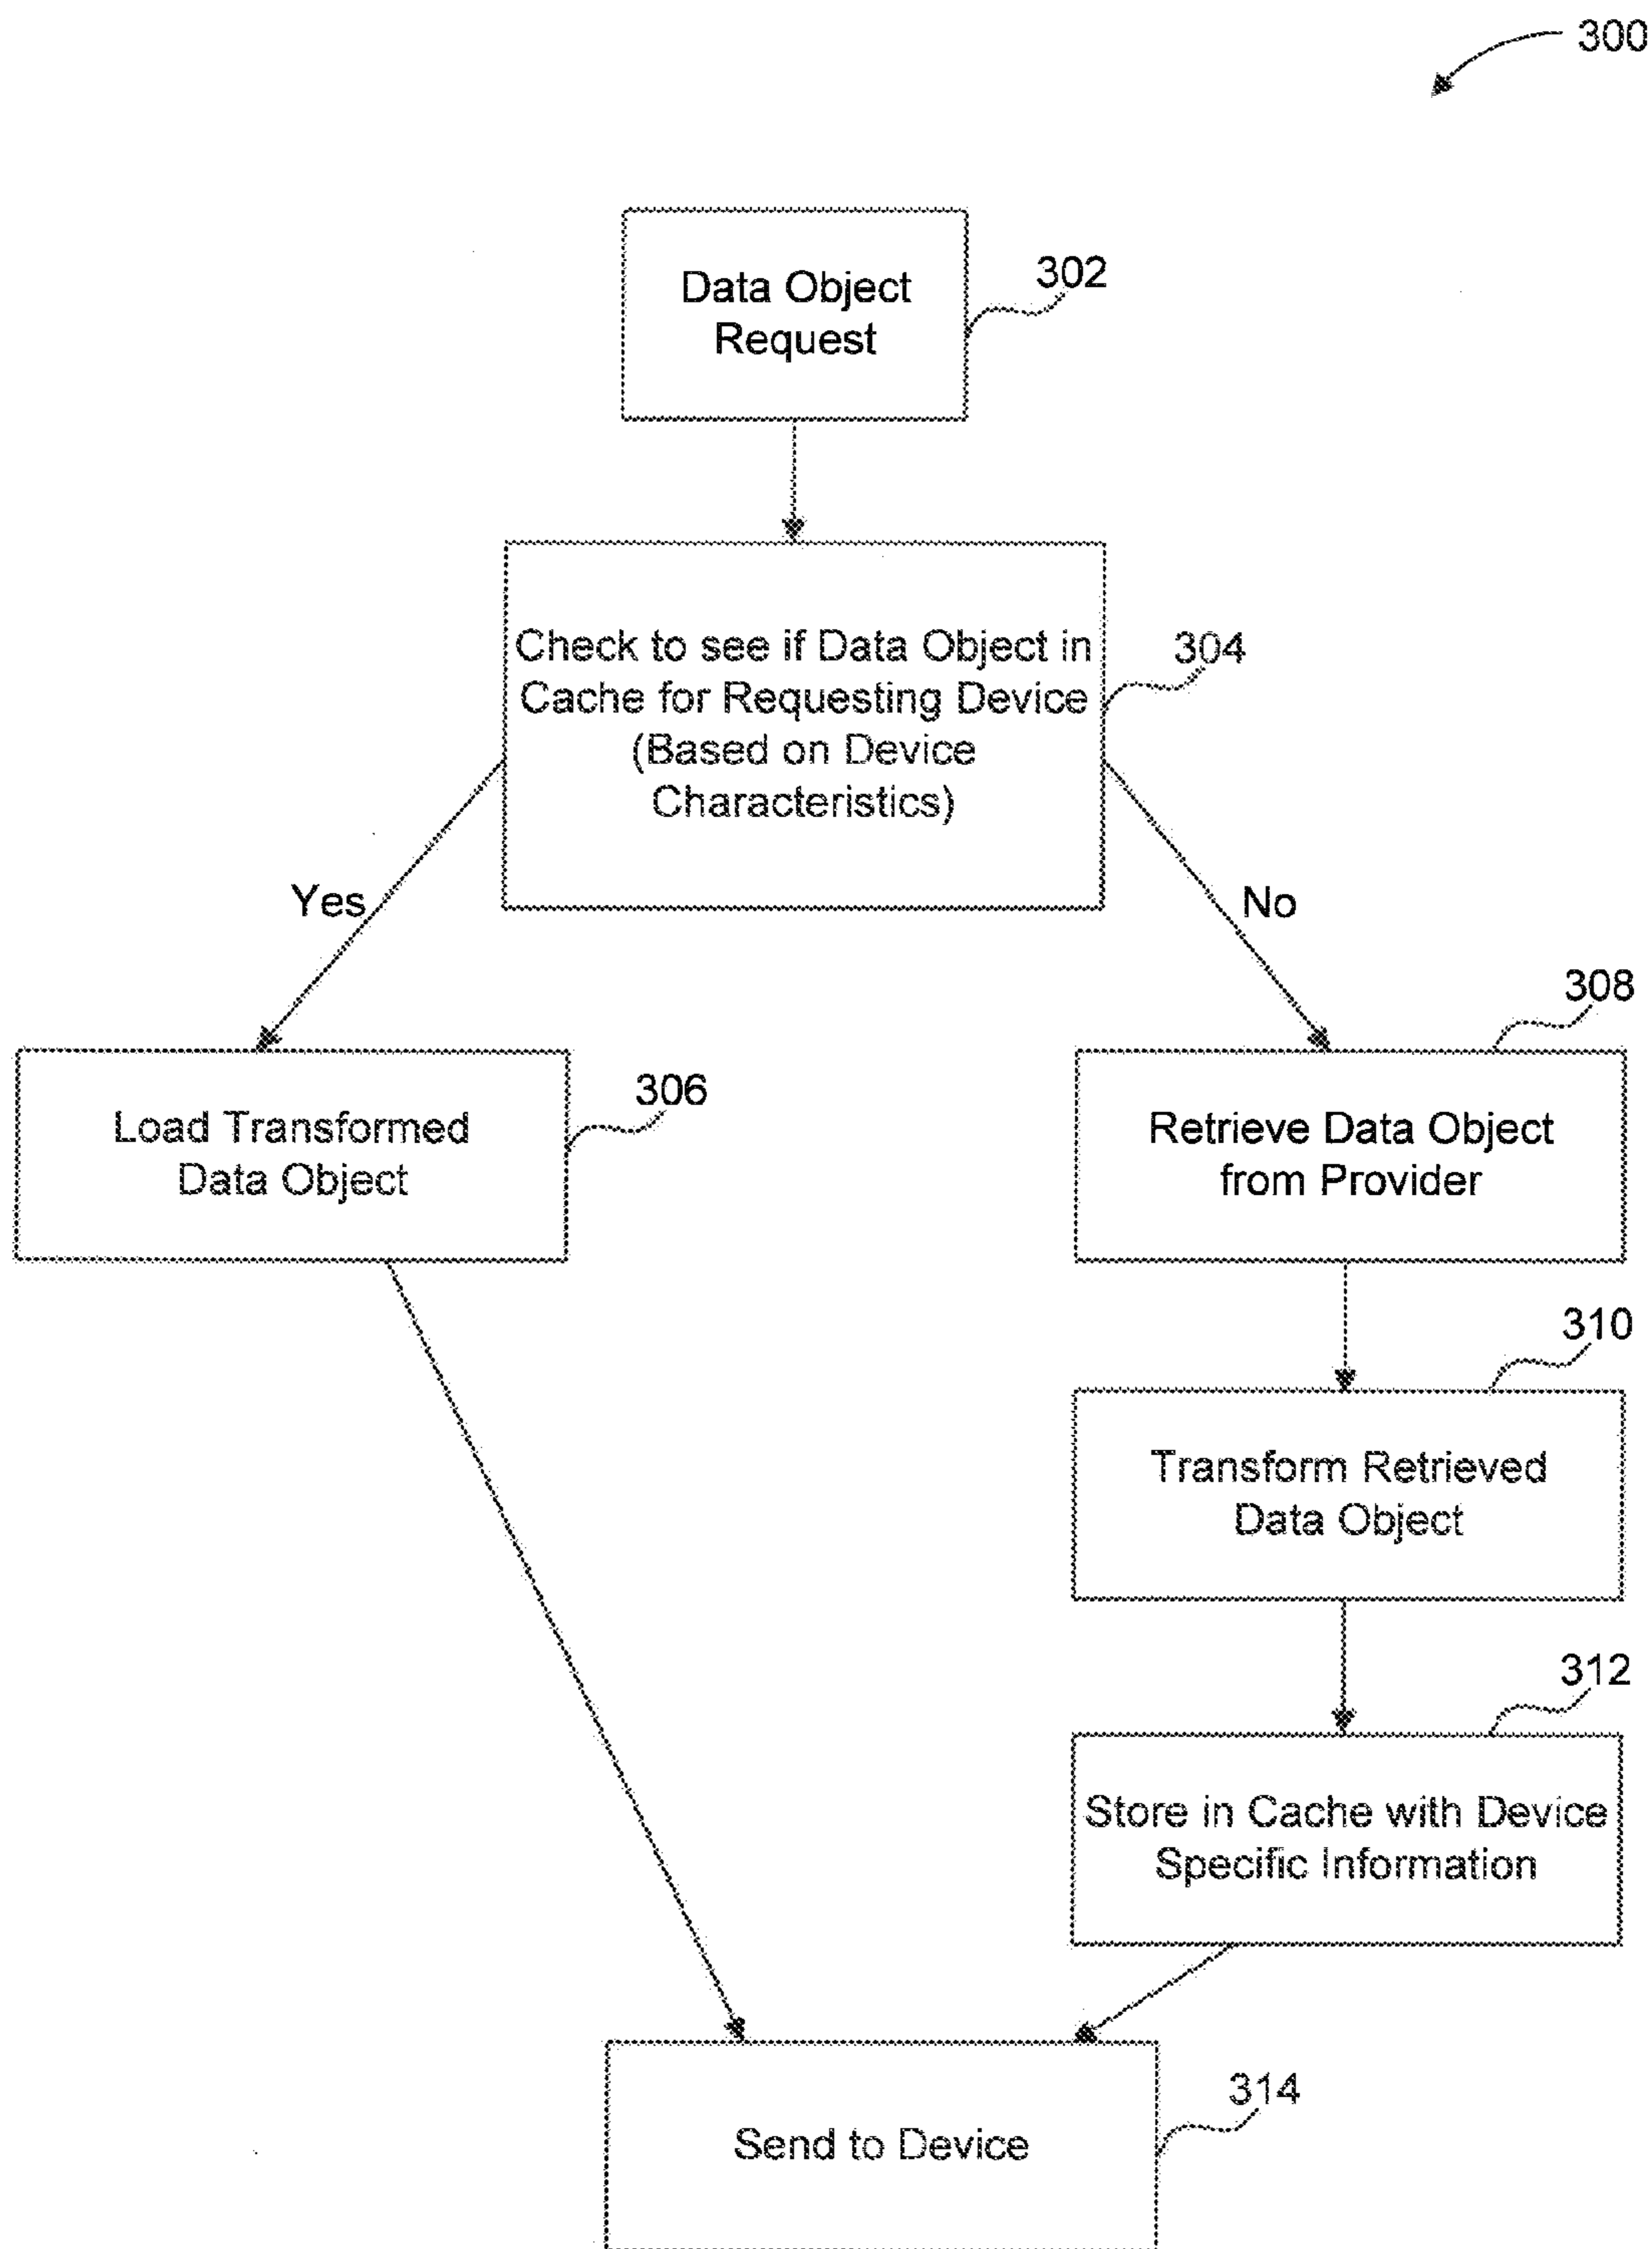 300
Data Object
Request
302
Check to see if Data Object in
Cache for Requesting Device
(Based on Device
Characteristics)
304
Yes
No
Load Transformed
Data Object
306
308
Retrieve Data Object
from Provider
310
Transform Retrieved
Data Object
312
Store in Cache with Device
Specific Information
Send to Device
314